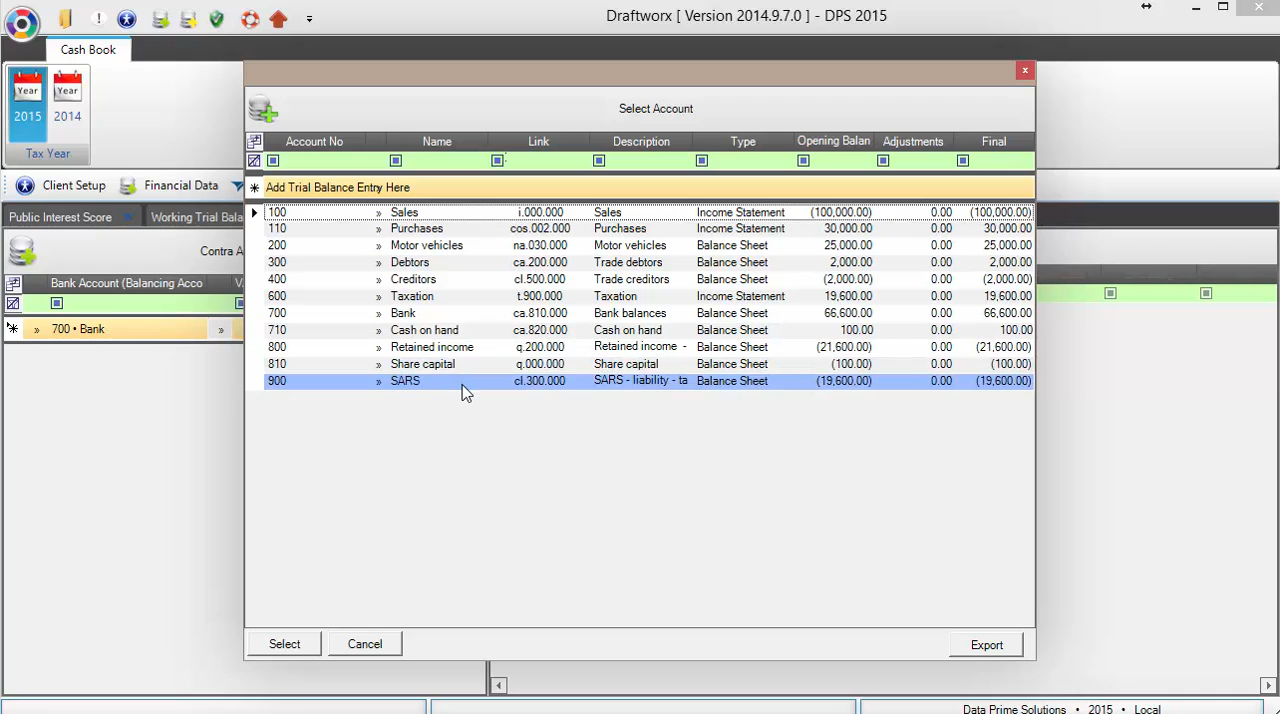 Draftworx [ Version 2014.9.7.0 ] - DPS 2015
Cash Book
Year Year
2015 2014
Tax Year
Client Setup Financial Data
Public Interest Score Working Trial Bala
Contra A
Bank Account (Balancing Acco V
» 700 • Bank »
Select Account
Account No Name Link Description Type Opening Balan Adjustments Final
Add Trial Balance Entry Here
100 » Sales i.000.000 Sales Income Statement (100,000.00) 0.00 (100,000.00)
110 » Purchases cos.002.000 Purchases Income Statement 30,000.00 0.00 30,000.00
200 » Motor vehicles na.030.000 Motor vehicles Balance Sheet 25,000.00 0.00 25,000.00
300 » Debtors ca.200.000 Trade debtors Balance Sheet 2,000.00 0.00 2,000.00
400 » Creditors cl.500.000 Trade creditors Balance Sheet (2,000.00) 0.00 (2,000.00)
600 » Taxation t.900.000 Taxation Income Statement 19,600.00 0.00 19,600.00
700 » Bank ca.810.000 Bank balances Balance Sheet 66,600.00 0.00 66,600.00
710 » Cash on hand ca.820.000 Cash on hand Balance Sheet 100.00 0.00 100.00
800 » Retained income q.200.000 Retained income - Balance Sheet (21,600.00) 0.00 (21,600.00)
810 » Share capital q.000.000 Share capital Balance Sheet (100.00) 0.00 (100.00)
900 » SARS cl.300.000 SARS - liability - ta Balance Sheet (19,600.00) 0.00 (19,600.00)
Select Cancel Export
Data Prime Solutions • 2015 • Local